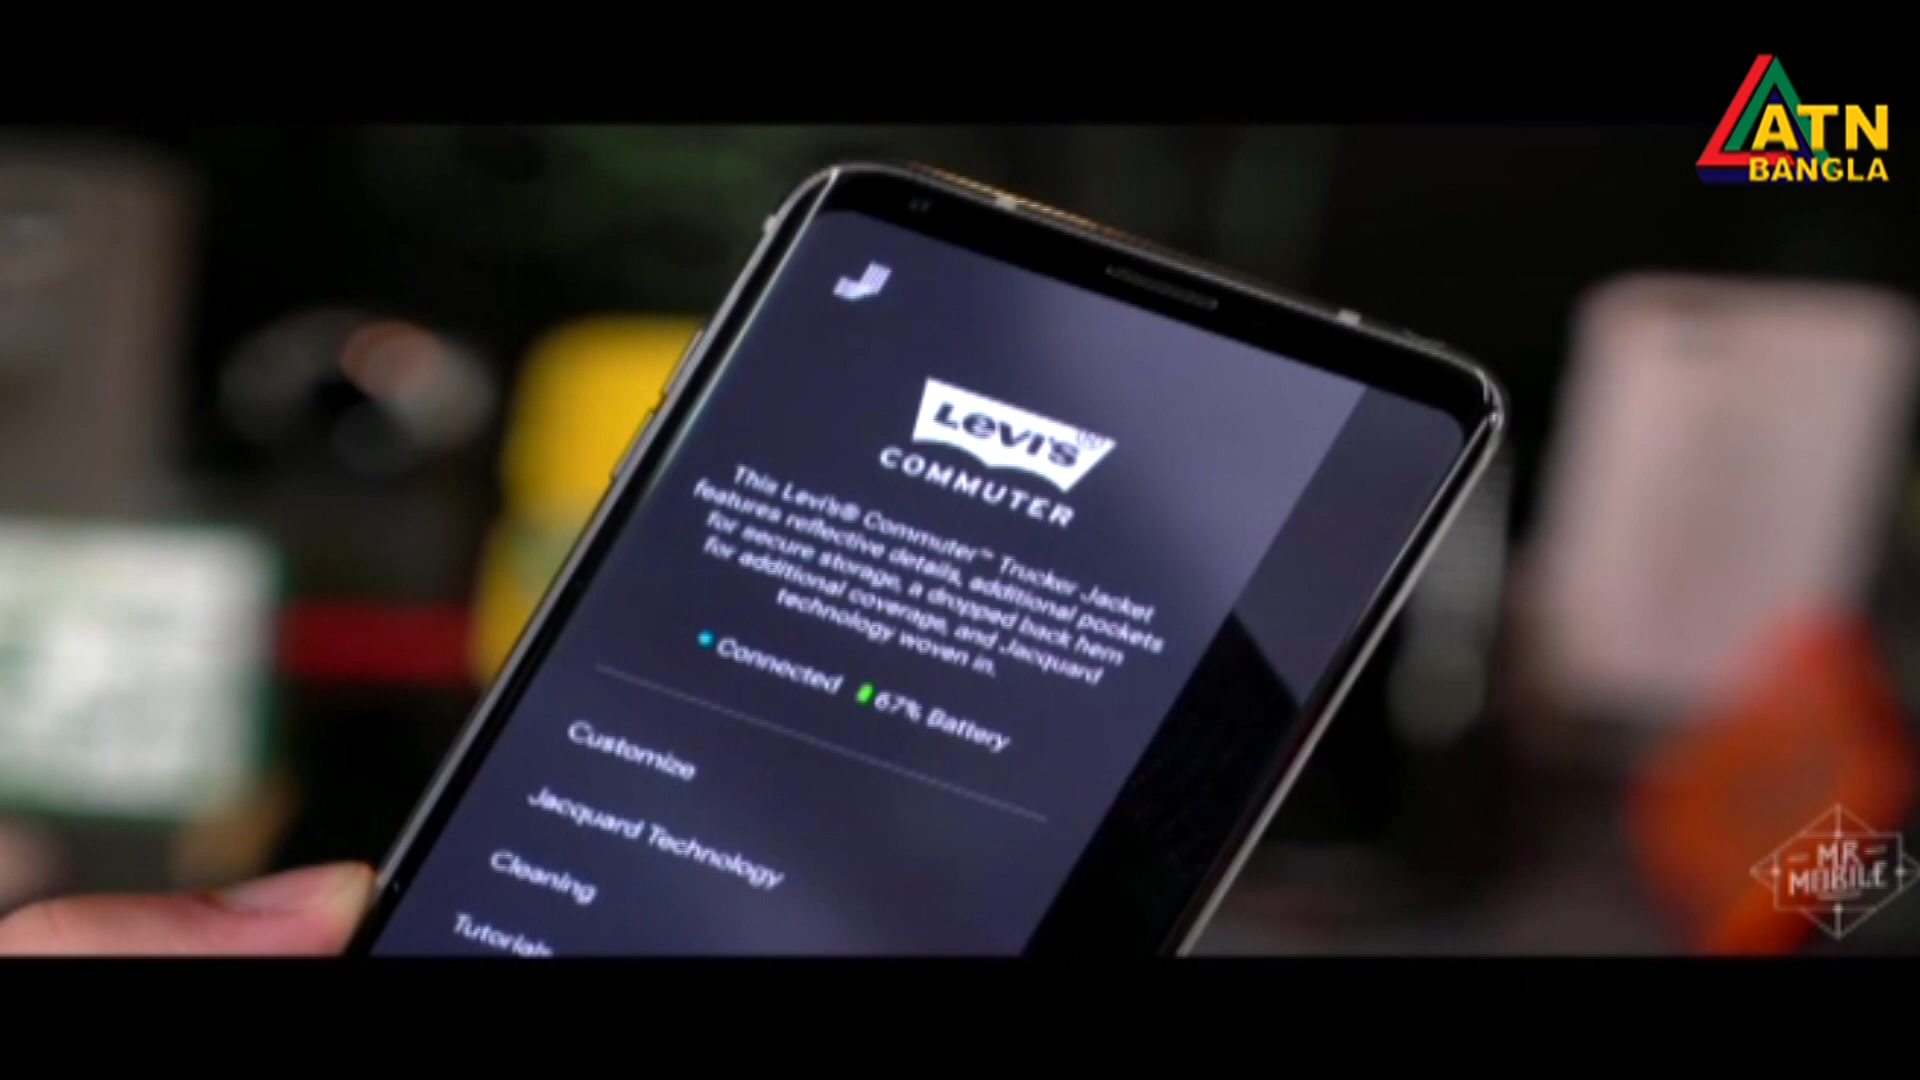 ATN
BANGLA
Levi's®
COMMUTER
This Levi's® Commuter™ Trucker Jacket
features reflective details, additional pockets
for secure storage, a dropped back hem
for additional coverage, and Jacquard
technology woven in.
Connected 67% Battery
Customize
Jacquard Technology
Cleaning
Tutorials
MR
MOBILE